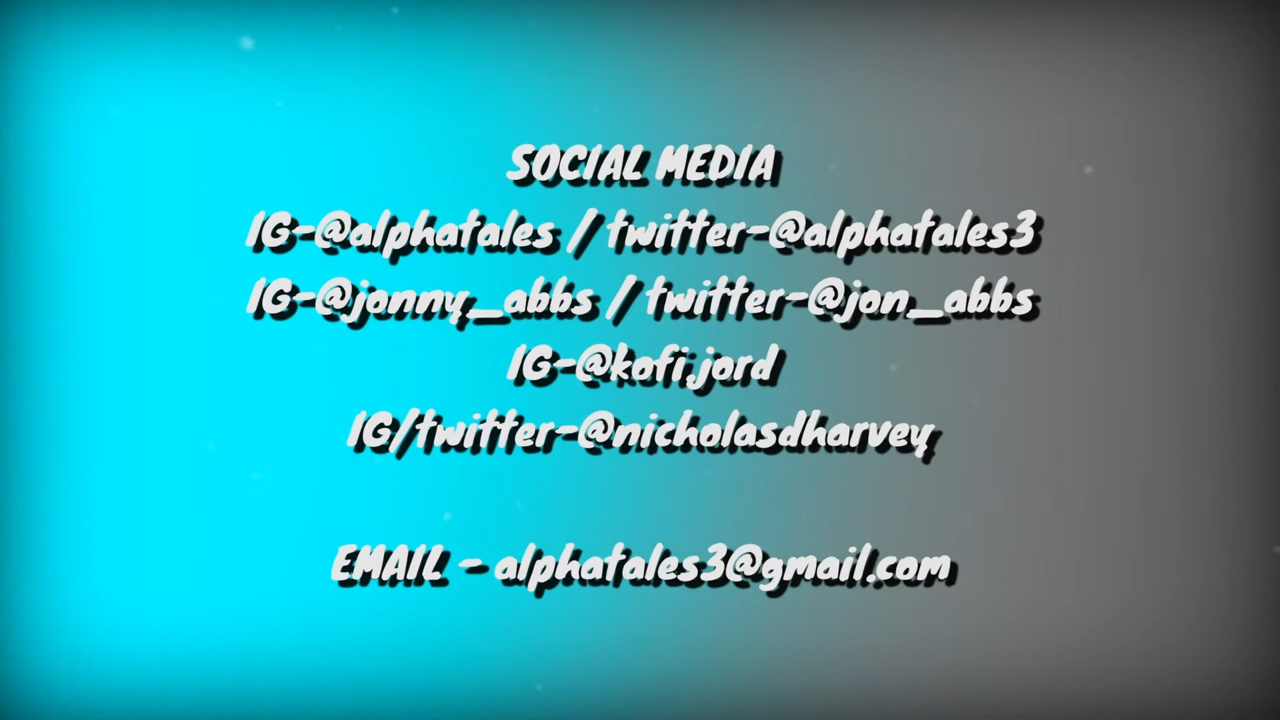 SOCIAL MEDIA
IG-@alphatales / twitter-@alphatales3
IG-@jonny_abbs / twitter-@jon_abbs
IG-@kofi.jord
IG/twitter-@nicholasdharvey
EMAIL - alphatales3@gmail.com